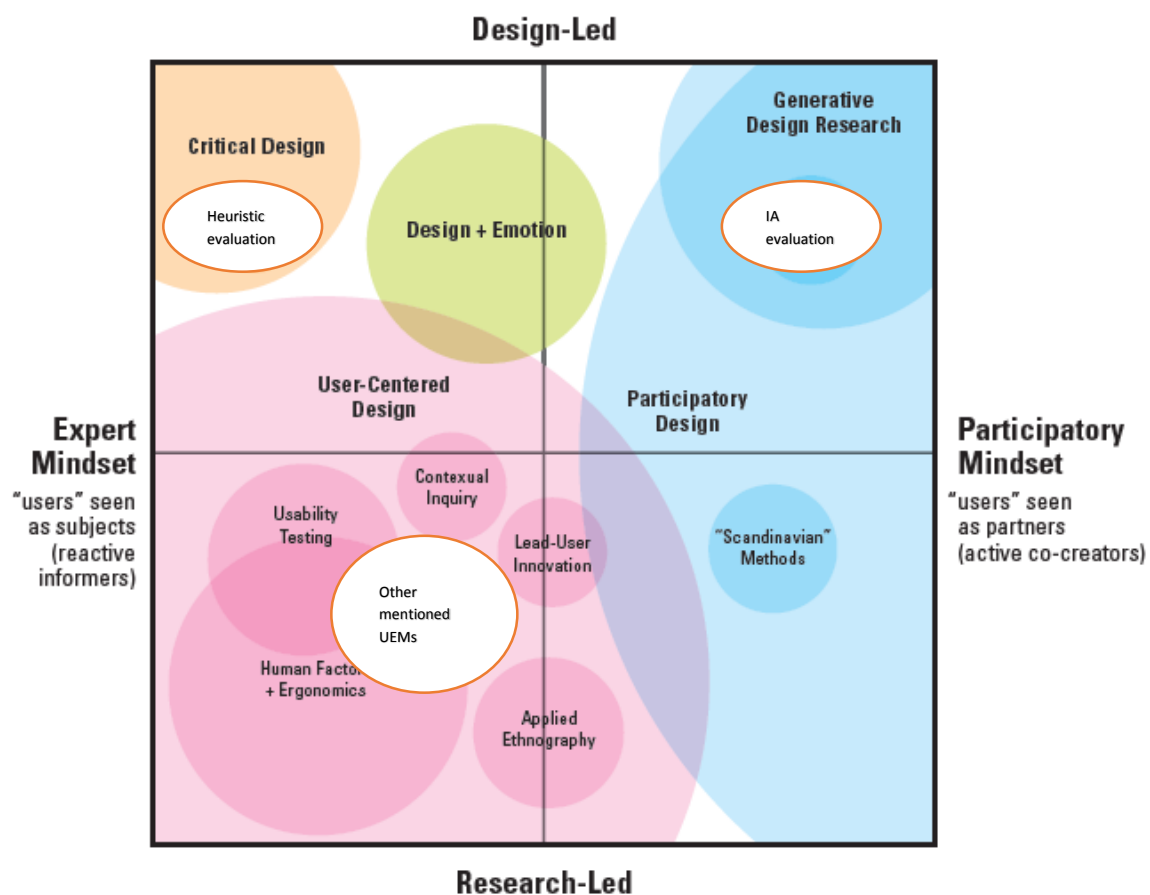 Design-Led
Generative
Design Research
Critical Design
Heuristic
evaluation
IA
evaluation
Design + Emotion
User-Centered
Design
Participatory
Design
Expert
Mindset
"users" seen
as subjects
(reactive
informers)
Participatory
Mindset
"users" seen
as partners
(active co-creators)
Contexual
Inquiry
Usability
Testing
Lead-User
Innovation
"Scandinavian"
Methods
Other
mentioned
UEMs
Human Factor
+ Ergonomics
Applied
Ethnography
Research-Led